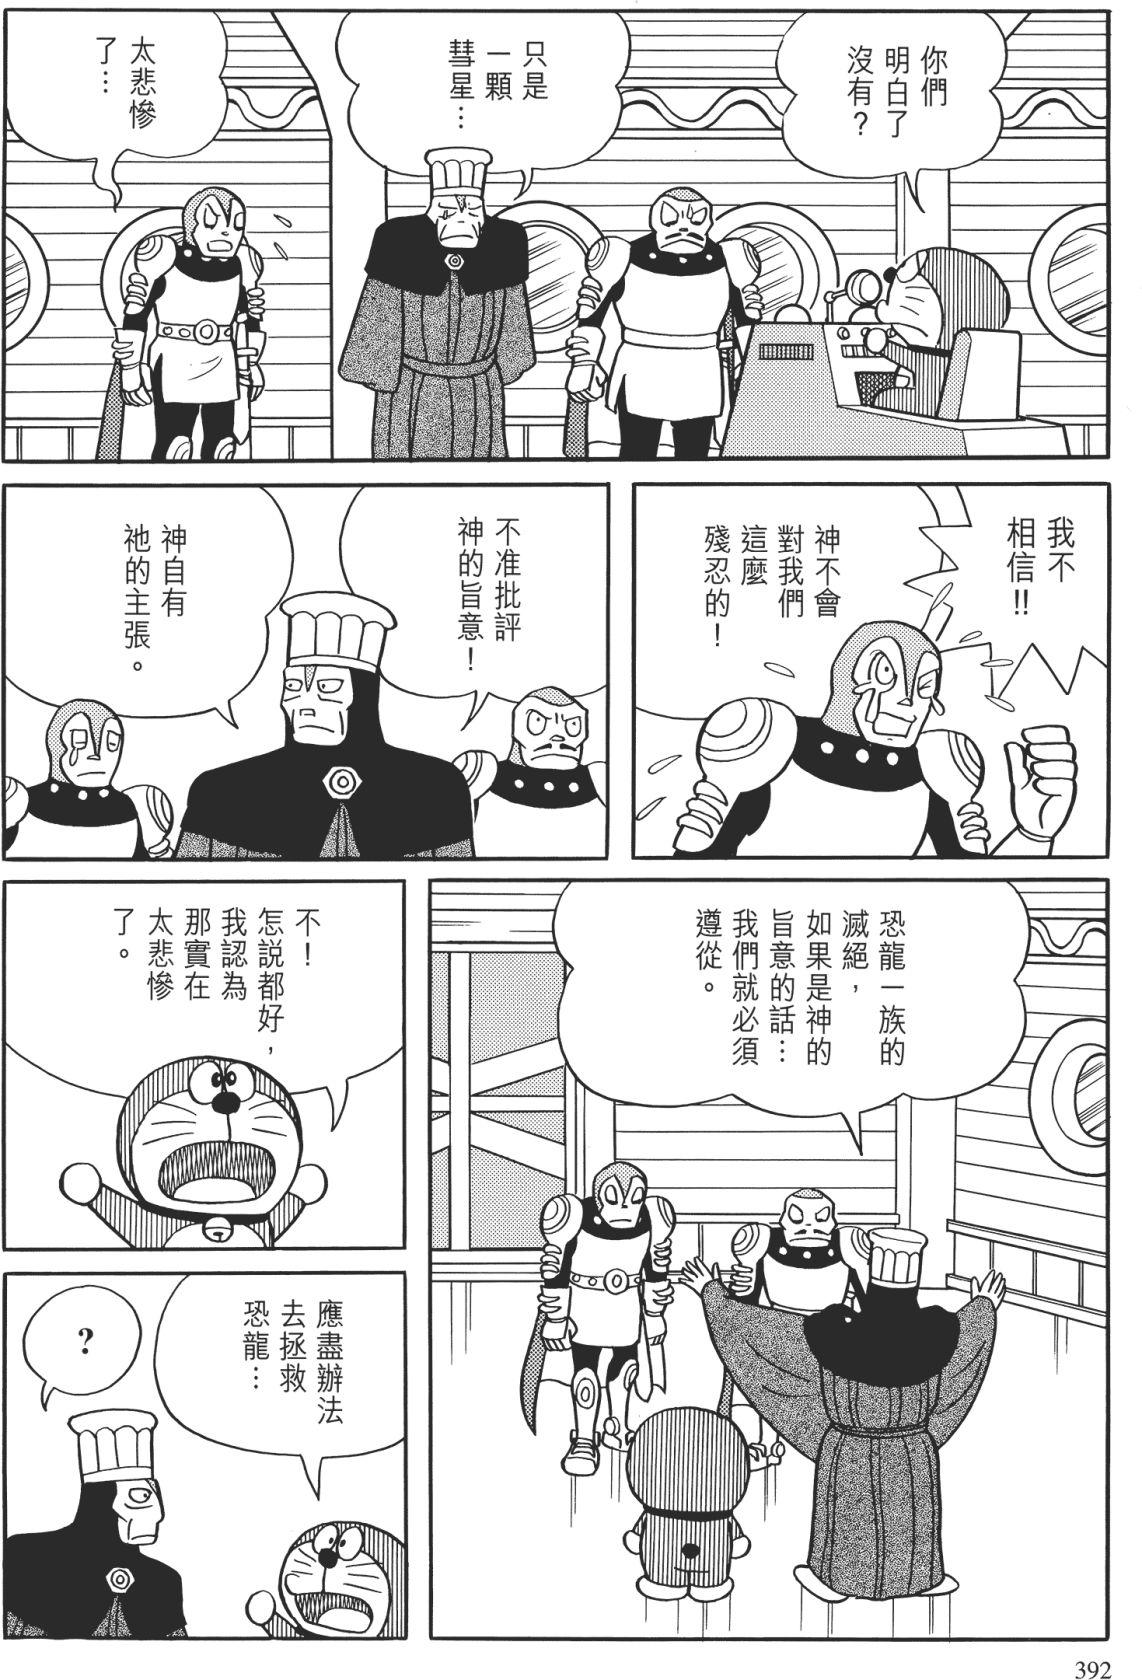 你們
明白了
沒有？
只是
一顆
彗星…
太悲慘
了…
我不
相信!!
神不會
對我們
這麼
殘忍的！
不准批評
神的旨意！
神自有
祂的主張。
恐龍一族的
滅絕，
如果是神的
旨意的話…
我們就必須
遵從。
不！
怎說都好，
我認為
那實在
太悲慘
了。
應盡辦法
去拯救
恐龍…
？
392